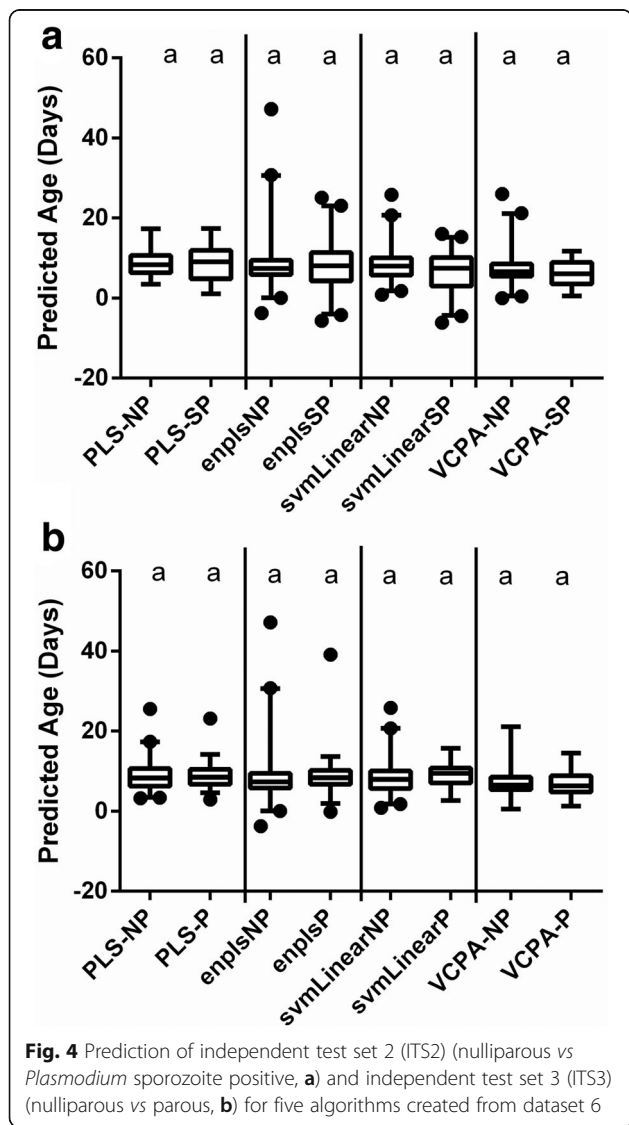 a
a a a a a a a a
60
40
20
0
-20
Predicted Age (Days)
PLS-NP
PLS-SP
enplsNP
enplsSP
svmLinearNP
svmLinearSP
VCPA-NP
VCPA-SP
b
a a a a a a a a
60
40
20
0
-20
Predicted Age (Days)
PLS-NP
PLS-P
enplsNP
enplsP
svmLinearNP
svmLinearP
VCPA-NP
VCPA-P
Fig. 4 Prediction of independent test set 2 (ITS2) (nulliparous vs
Plasmodium sporozoite positive, a) and independent test set 3 (ITS3)
(nulliparous vs parous, b) for five algorithms created from dataset 6